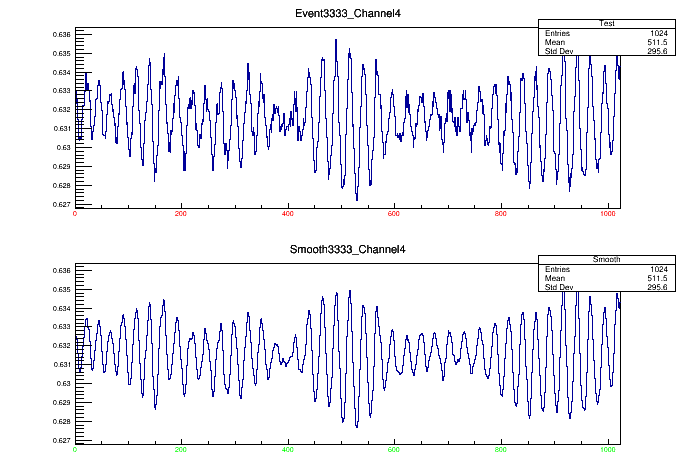 Event3333_Channel4
Test
Entries 1024
Mean 511.5
Std Dev 295.6
0.636
0.635
0.634
0.633
0.632
0.631
0.63
0.629
0.628
0.627
0 200 400 600 800 1000
Smooth3333_Channel4
Smooth
Entries 1024
Mean 511.5
Std Dev 295.6
0.636
0.635
0.634
0.633
0.632
0.631
0.63
0.629
0.628
0.627
0 200 400 600 800 1000